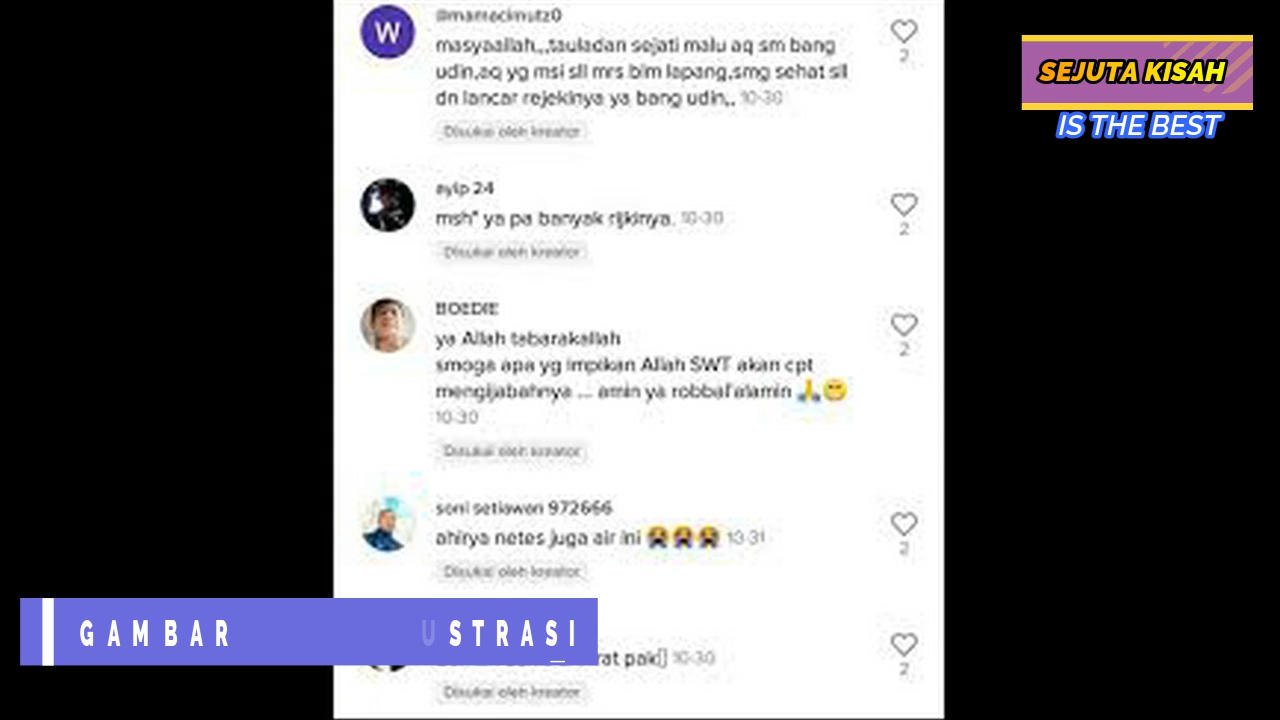 @mamacimutz0
masyaallah,,,tauladan sejati malu aq sm bang
udin,aq yg msi sll mrs blm lapang,smg sehat sll
dn lancar rejekinya ya bang udin,, 10-30
Disukai oleh kreator
2
ayip 24
msh" ya pa banyak rijkinya. 10-30
Disukai oleh kreator
2
BOEDIE
ya Allah tabarakallah
smoga apa yg impikan Allah SWT akan cpt
mengijabahnya ... amin ya robbal'alamin 🙏😁
10-30
Disukai oleh kreator
2
soni setiawan 972666
ahirya netes juga air ini 😭😭😭 10-31
Disukai oleh kreator
2
rat pak[] 10-30
Disukai oleh kreator
2
GAMBAR USTRASI
SEJUTA KISAH
IS THE BEST